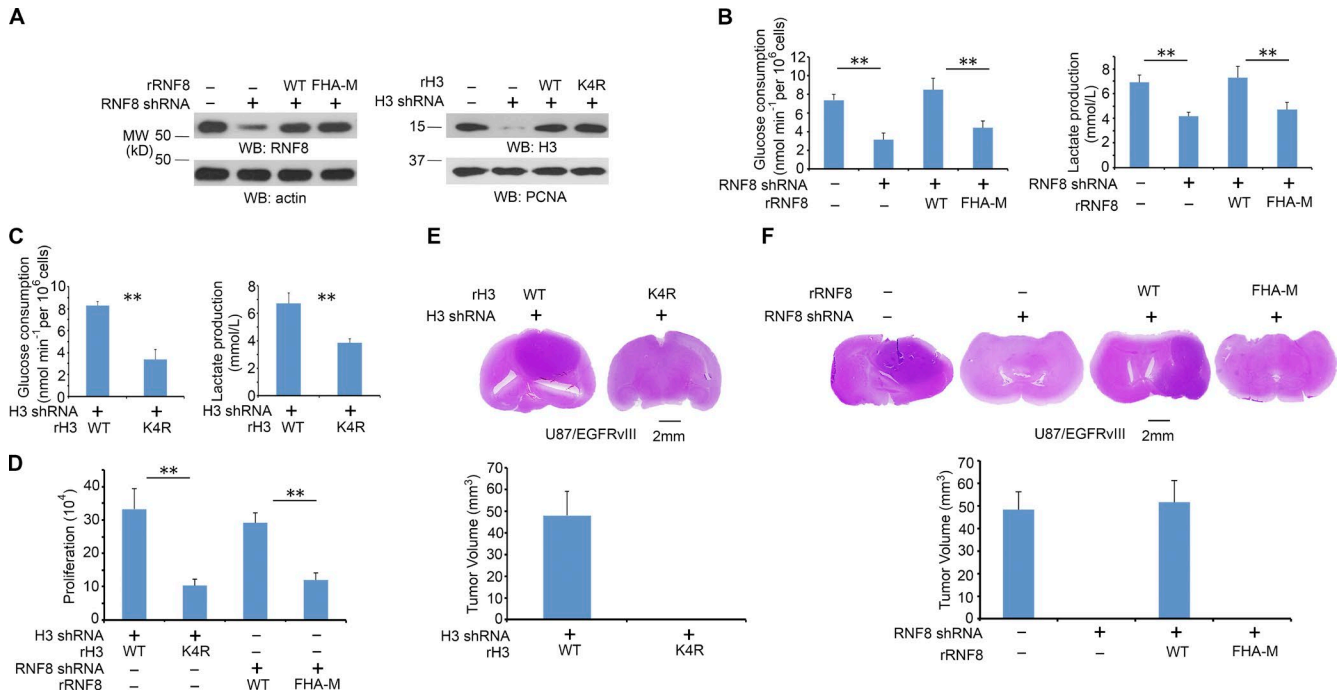 A
rRNF8 – – WT FHA-M
RNF8 shRNA – + + +
MW (kD)
50
WB: RNF8
50
WB: actin
rH3 – – WT K4R
H3 shRNA – + + +
15
WB: H3
37
WB: PCNA
B
Glucose consumption
(nmol min⁻¹ per 10⁶ cells)
12
10
8
6
4
2
0
** **
RNF8 shRNA – + + +
rRNF8 – – WT FHA-M
Lactate production
(mmol/L)
10
8
6
4
2
0
** **
RNF8 shRNA – + + +
rRNF8 – – WT FHA-M
C
Glucose consumption
(nmol min⁻¹ per 10⁶ cells)
10
8
6
4
2
0
**
H3 shRNA + +
rH3 WT K4R
Lactate production
(mmol/L)
8
6
4
2
0
**
H3 shRNA + +
rH3 WT K4R
D
Proliferation (10⁴)
40
30
20
10
0
** **
H3 shRNA + + – –
rH3 WT K4R – –
RNF8 shRNA – – + +
rRNF8 – – WT FHA-M
E
rH3 WT K4R
H3 shRNA + +
U87/EGFRvIII 2mm
Tumor Volume (mm³)
70
60
50
40
30
20
10
0
H3 shRNA + +
rH3 WT K4R
F
rRNF8 – – WT FHA-M
RNF8 shRNA – + + +
U87/EGFRvIII 2mm
Tumor Volume (mm³)
70
60
50
40
30
20
10
0
RNF8 shRNA – + + +
rRNF8 – – WT FHA-M